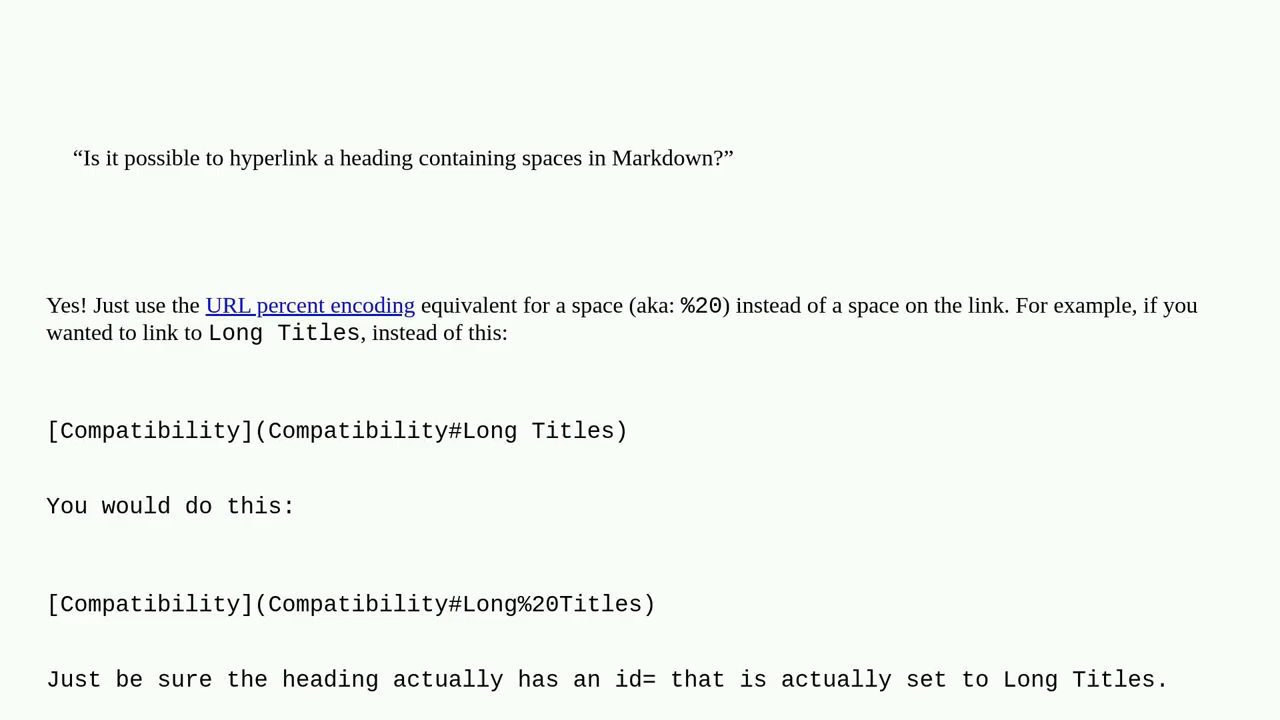 “Is it possible to hyperlink a heading containing spaces in Markdown?”
Yes! Just use the URL percent encoding equivalent for a space (aka: %20) instead of a space on the link. For example, if you
wanted to link to Long Titles, instead of this:
[Compatibility](Compatibility#Long Titles)
You would do this:
[Compatibility](Compatibility#Long%20Titles)
Just be sure the heading actually has an id= that is actually set to Long Titles.